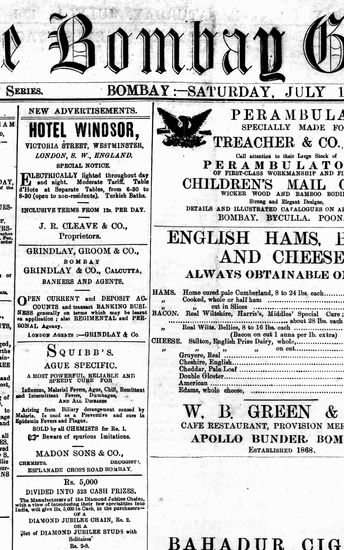 e Bombay G
SERIES.
BOMBAY:—SATURDAY, JULY 1
NEW ADVERTISEMENTS.
HOTEL WINDSOR,
VICTORIA STREET, WESTMINSTER,
LONDON, S. W., ENGLAND.
SPECIAL NOTICE.
ELECTRICALLY lighted throughout day
and night. Moderate Tariff. Table
d'Hote at Separate Tables, from 6-30 to
8-30 (open to non-residents). Turkish Baths.
INCLUSIVE TERMS FROM 12s. PER DAY.
J. R. CLEAVE & CO.,
Proprietors.
GRINDLAY, GROOM & CO.,
BOMBAY
GRINDLAY & CO., CALCUTTA,
BANKERS AND AGENTS.
OPEN CURRENT and DEPOSIT AC-
COUNTS and transact BANKING BUSI-
NESS generally on terms which may be learnt
on application; also REGIMENTAL and PER-
SONAL Agency.
LONDON AGENTS:—GRINDLAY & Co.
SQUIBB'S.
AGUE SPECIFIC.
A MOST POWERFUL, RELIABLE AND
SPEEDY CURE FOR
Influenza, Malarial Fevers, Ague, Chill, Remittent
and Intermittent Fevers, Dumbague,
AND ALL DISEASES
Arising from Biliary derangement caused by
Malaria. Is used as a Preventive and cure in
Epidemic Fevers and Plague.
SOLD by all CHEMISTS for Re. 1.
Beware of spurious Imitations.
MADON SONS & CO.,
CHEMISTS. DRUGGISTS.
ESPLANADE CROSS ROAD, BOMBAY.
Rs. 5,000
DIVIDED INTO 523 CASH PRIZES.
The Manufacturers of the Diamond Jubilee Chains,
with a view of introducing their few specialities into
India, will give Rs. 5,000 in Cash, to the purchasers—
OF A
DIAMOND JUBILEE CHAIN, Rs. 2.
OR A
Set of DIAMOND JUBILEE STUDS with
Solitaires'
Rs. 2-8.
PERAMBULA
SPECIALLY MADE FO
TREACHER & CO.,
Call attention to their Large Stock of
PERAMBULATO
OF FIRST-CLASS WORKMANSHIP AND FI
CHILDREN'S MAIL C
WICKER WOOD AND BAMBOO BODI
Strong and Elegant Designs,
DETAILS AND ILLUSTRATED CATALOGUES ON AP
BOMBAY, BYCULLA, POON
ENGLISH HAMS, B
AND CHEESE
ALWAYS OBTAINABLE O
HAMS. Home cured pale Cumberland, 8 to 24 lbs. each
Cooked, whole or half ham
" cut in Slices
BACON. Real Wiltshire, Harris's, Middles' Special Cure;
about 28 lbs. each
" Real Wilts. Bellies, 8 to 16 lbs. each
(Bacon on cut 1 anna per lb. extra)
CHEESE. Stilton, English Prize Dairy, whole
" " on cut
Gruyere, Real
Cheshire, English
Cheddar, Pale Loaf
Double Gloster
American
Edams, whole cheese,
W. B. GREEN &
CAFE RESTAURANT, PROVISION MER
APOLLO BUNDER, BOM
ESTABLISHED 1868.
BAHADUR CIG